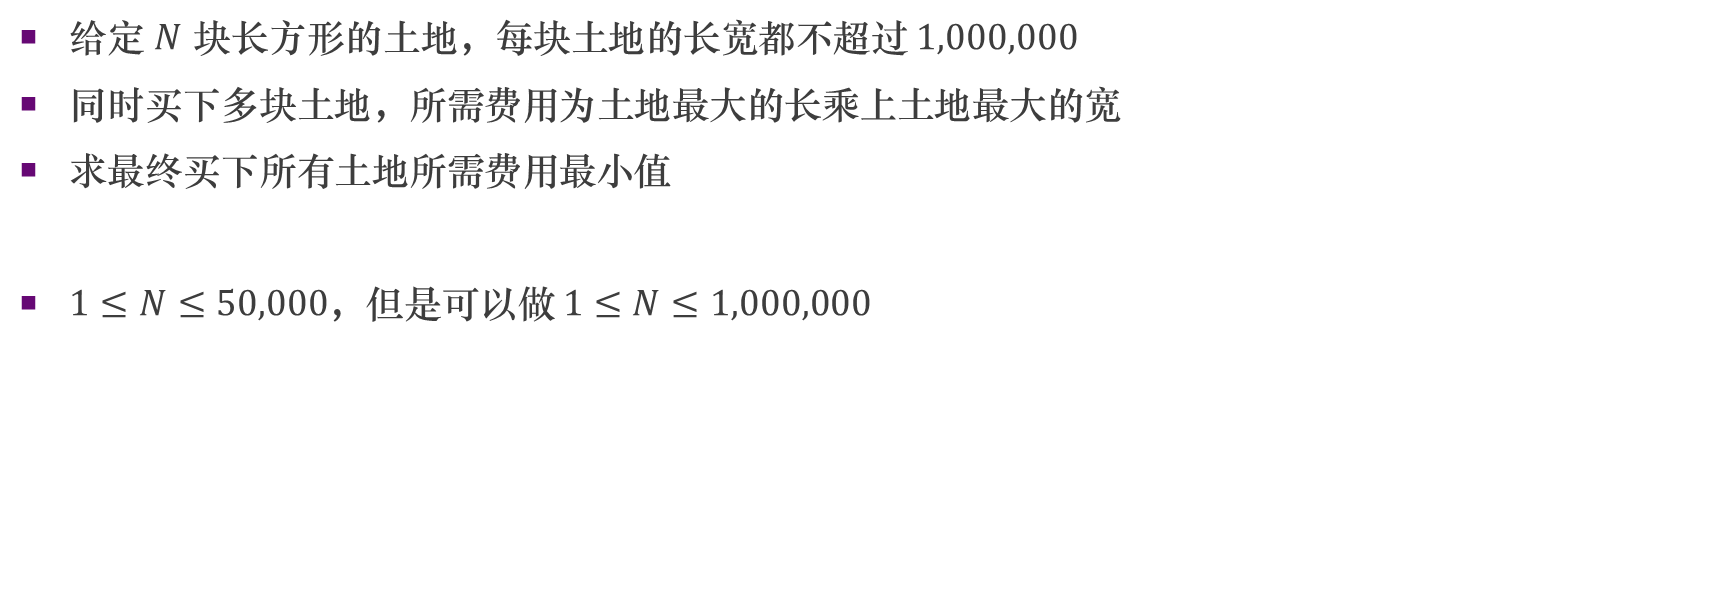 ▪ 给定 N 块长方形的土地，每块土地的长宽都不超过 1,000,000
▪ 同时买下多块土地，所需费用为土地最大的长乘上土地最大的宽
▪ 求最终买下所有土地所需费用最小值
▪ 1 ≤ N ≤ 50,000，但是可以做 1 ≤ N ≤ 1,000,000